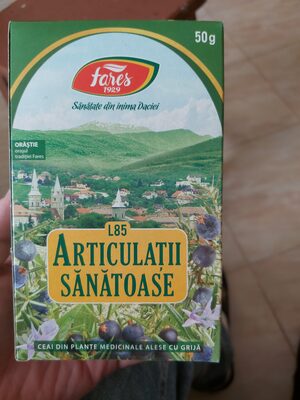 50g
fares
1929
Sănătate din inima Daciei
ORĂȘTIE
orașul
tradiției Fares
L85
ARTICULAȚII
SĂNĂTOASE
CEAI DIN PLANTE MEDICINALE ALESE CU GRIJĂ